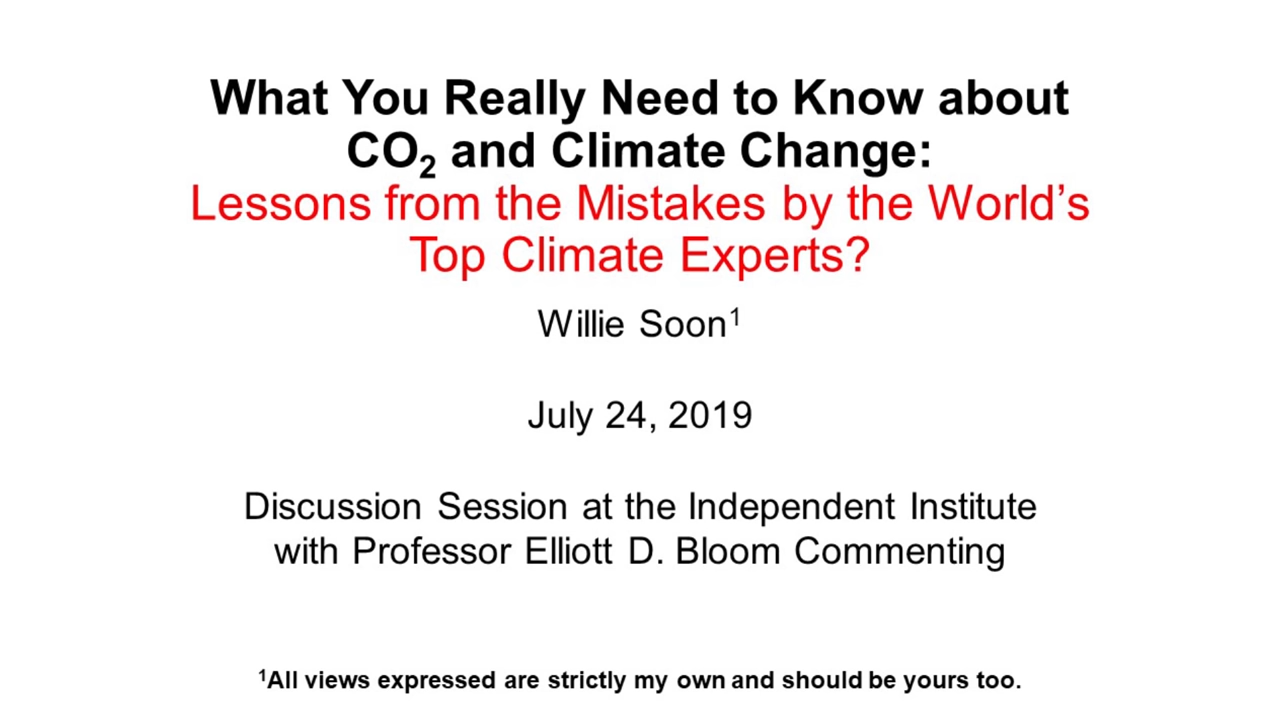 What You Really Need to Know about
CO₂ and Climate Change:
Lessons from the Mistakes by the World’s
Top Climate Experts?
Willie Soon¹
July 24, 2019
Discussion Session at the Independent Institute
with Professor Elliott D. Bloom Commenting
¹All views expressed are strictly my own and should be yours too.